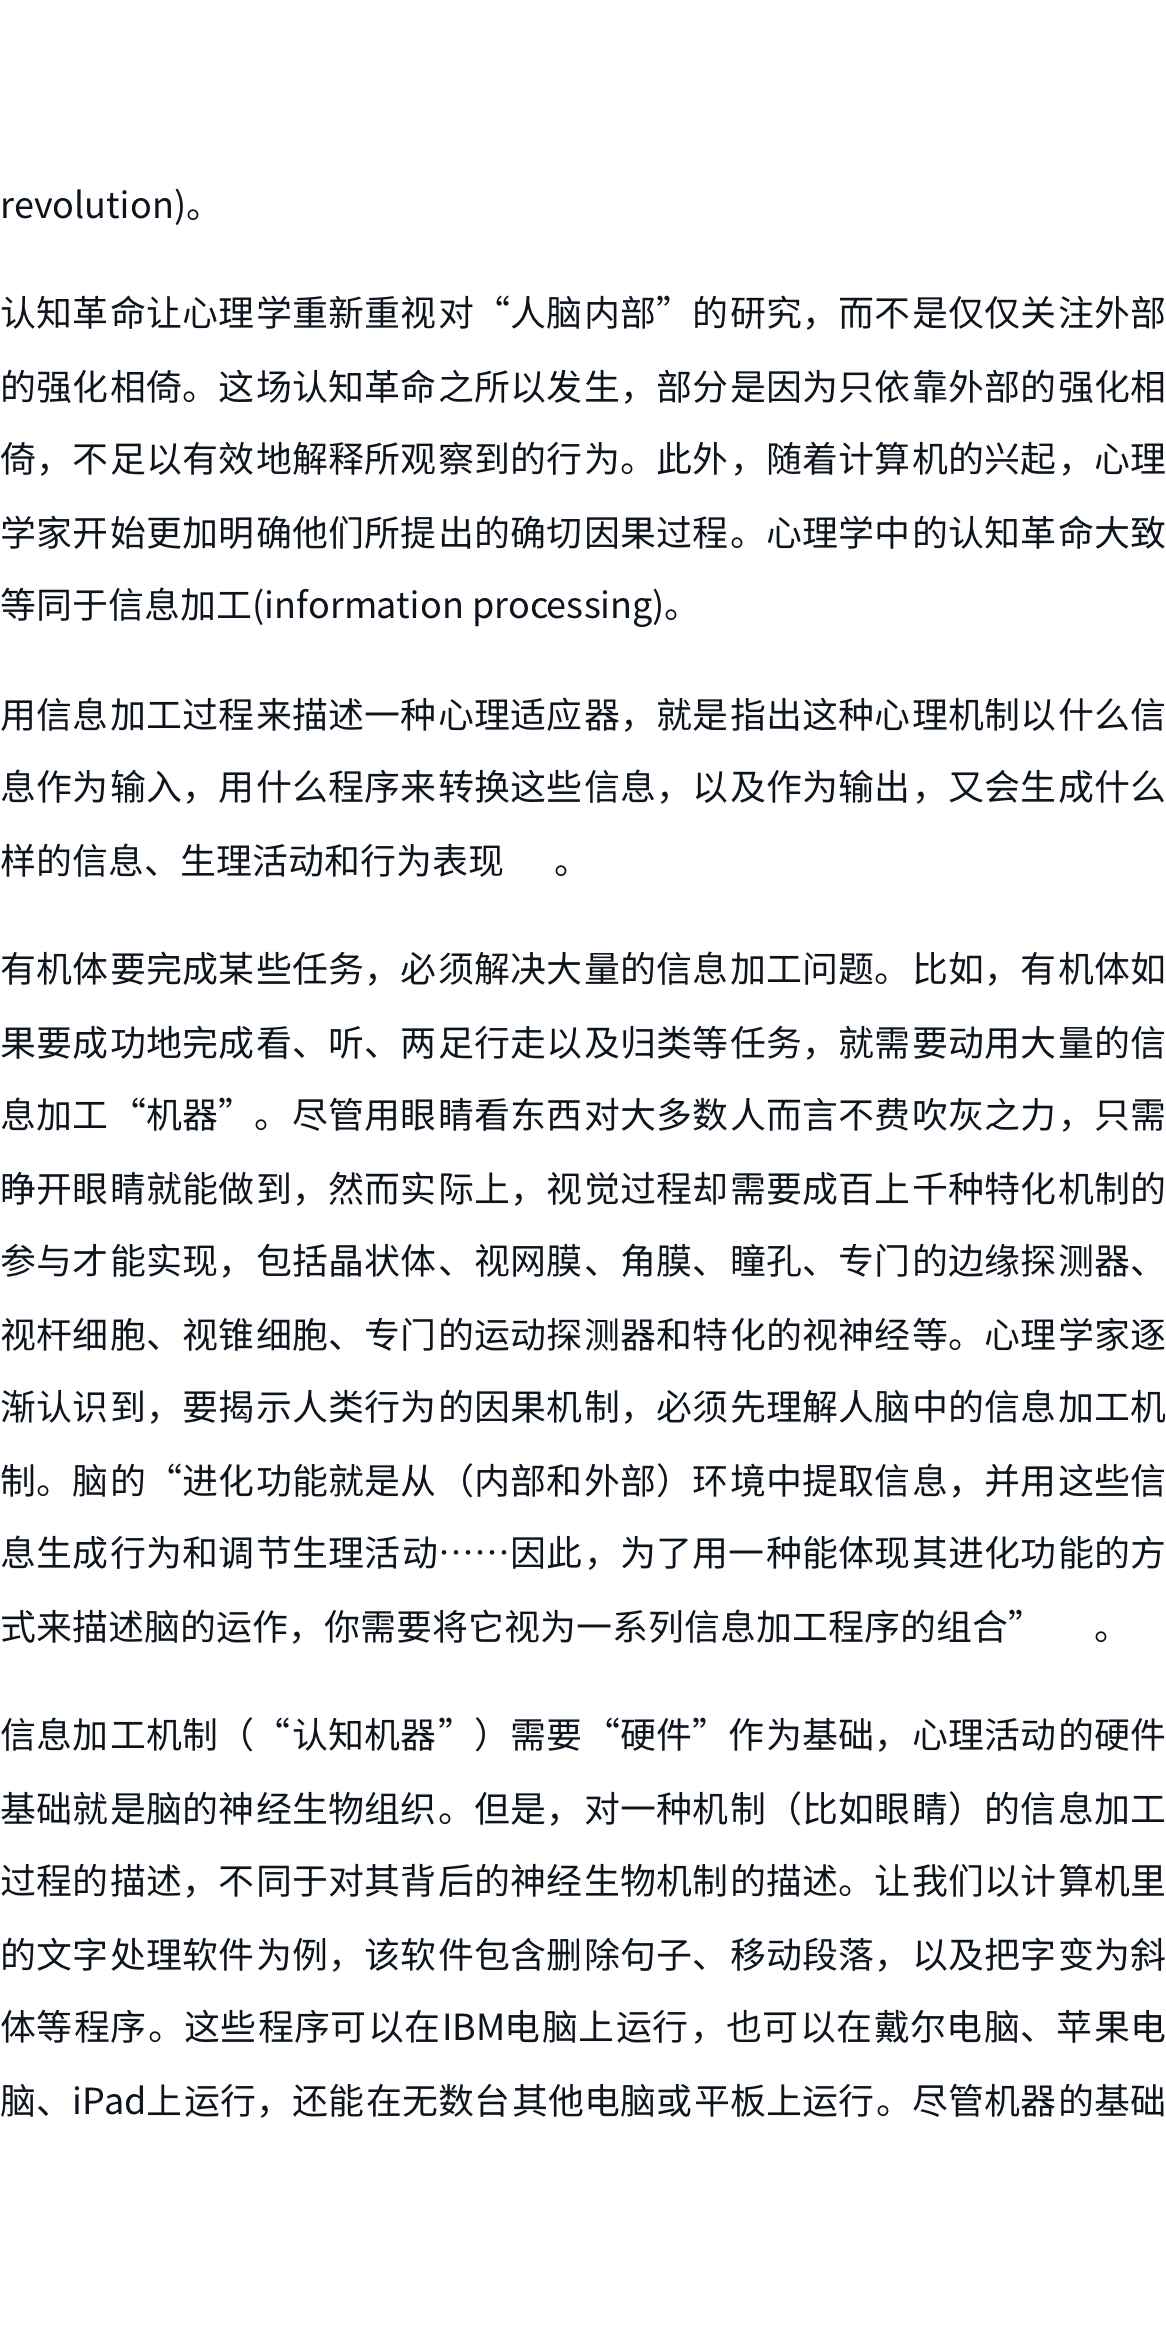 revolution)。
认知革命让心理学重新重视对“人脑内部”的研究，而不是仅仅关注外部
的强化相倚。这场认知革命之所以发生，部分是因为只依靠外部的强化相
倚，不足以有效地解释所观察到的行为。此外，随着计算机的兴起，心理
学家开始更加明确他们所提出的确切因果过程。心理学中的认知革命大致
等同于信息加工(information processing)。
用信息加工过程来描述一种心理适应器，就是指出这种心理机制以什么信
息作为输入，用什么程序来转换这些信息，以及作为输出，又会生成什么
样的信息、生理活动和行为表现 。
有机体要完成某些任务，必须解决大量的信息加工问题。比如，有机体如
果要成功地完成看、听、两足行走以及归类等任务，就需要动用大量的信
息加工“机器”。尽管用眼睛看东西对大多数人而言不费吹灰之力，只需
睁开眼睛就能做到，然而实际上，视觉过程却需要成百上千种特化机制的
参与才能实现，包括晶状体、视网膜、角膜、瞳孔、专门的边缘探测器、
视杆细胞、视锥细胞、专门的运动探测器和特化的视神经等。心理学家逐
渐认识到，要揭示人类行为的因果机制，必须先理解人脑中的信息加工机
制。脑的“进化功能就是从（内部和外部）环境中提取信息，并用这些信
息生成行为和调节生理活动……因此，为了用一种能体现其进化功能的方
式来描述脑的运作，你需要将它视为一系列信息加工程序的组合” 。
信息加工机制（“认知机器”）需要“硬件”作为基础，心理活动的硬件
基础就是脑的神经生物组织。但是，对一种机制（比如眼睛）的信息加工
过程的描述，不同于对其背后的神经生物机制的描述。让我们以计算机里
的文字处理软件为例，该软件包含删除句子、移动段落，以及把字变为斜
体等程序。这些程序可以在IBM电脑上运行，也可以在戴尔电脑、苹果电
脑、iPad上运行，还能在无数台其他电脑或平板上运行。尽管机器的基础